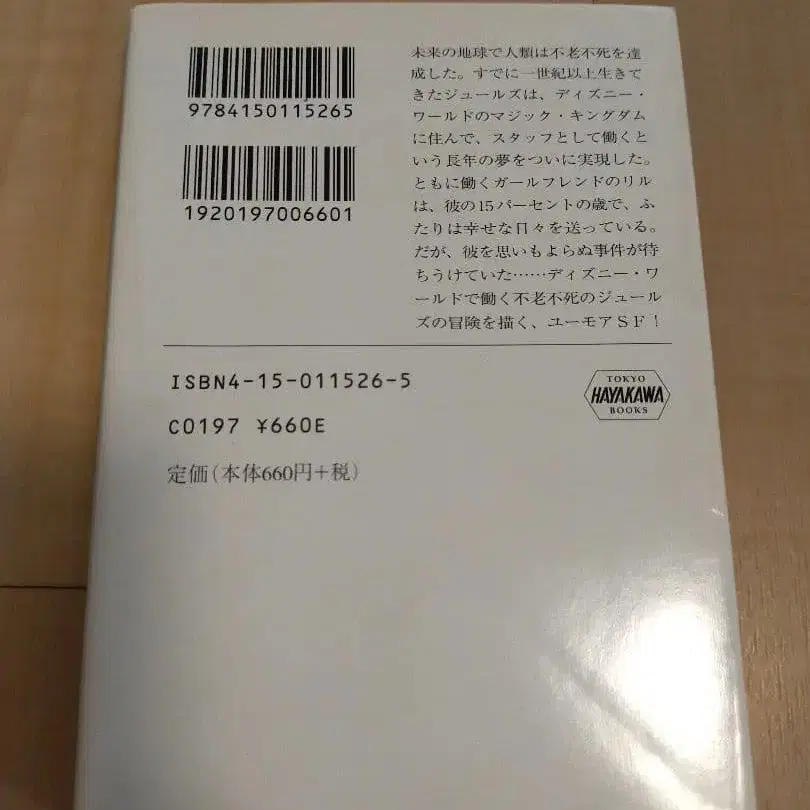 9784150115265
1920197006601
未来の地球で人類は不老不死を達
成した。すでに一世紀以上生きて
きたジュールズは、ディズニー・
ワールドのマジック・キングダム
に住んで、スタッフとして働くと
いう長年の夢をついに実現した。
ともに働くガールフレンドのリル
は、彼の15パーセントの歳で、ふ
たりは幸せな日々を送っている。
だが、彼を思いもよらぬ事件が待
ちうけていた……ディズニー・ワ
ールドで働く不老不死のジュール
ズの冒険を描く、ユーモアＳＦ！
ISBN4-15-011526-5
C0197 ¥660E
定価(本体660円+税)
TOKYO
HAYAKAWA
BOOKS